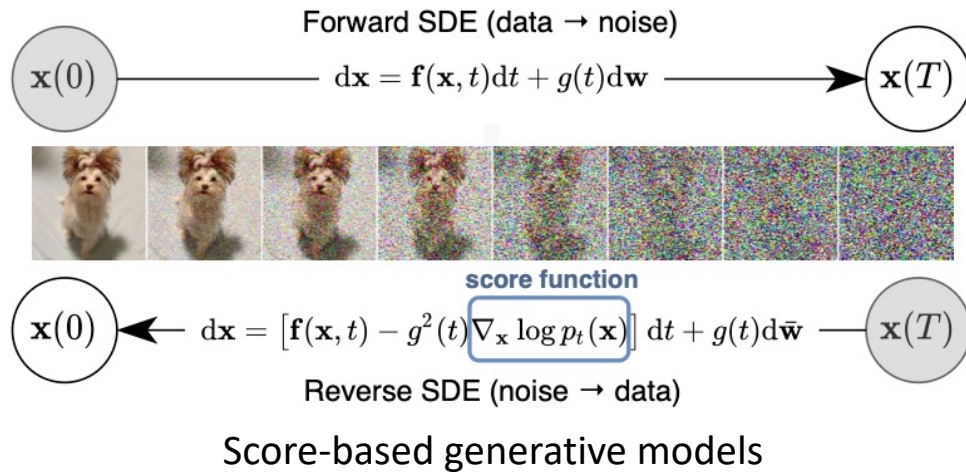 Forward SDE (data → noise)
x(0) dx = f(x, t)dt + g(t)dw x(T)
score function
x(0) dx = [f(x, t) − g²(t)∇ₓ log pₜ(x)] dt + g(t)dw̄ x(T)
Reverse SDE (noise → data)
Score-based generative models